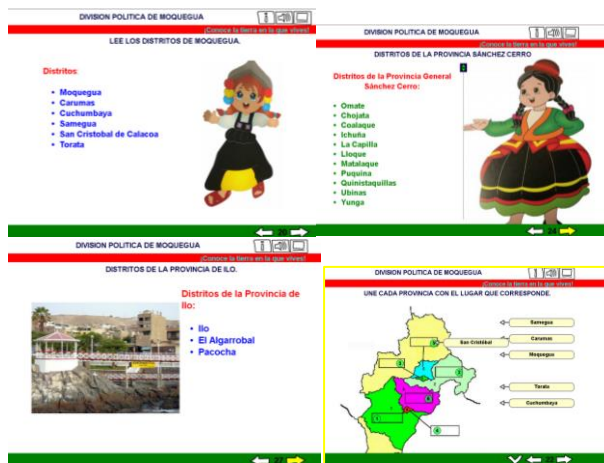 DIVISION POLITICA DE MOQUEGUA
¡Conoce la tierra en la que vives!
LEE LOS DISTRITOS DE MOQUEGUA.
Distritos:
• Moquegua
• Carumas
• Cuchumbaya
• Samegua
• San Cristobal de Calacoa
• Torata
20
DIVISION POLITICA DE MOQUEGUA
¡Conoce la tierra en la que vives!
DISTRITOS DE LA PROVINCIA SÁNCHEZ CERRO
Distritos de la Provincia General
Sánchez Cerro:
• Omate
• Chojata
• Coalaque
• Ichuña
• La Capilla
• Lloque
• Matalaque
• Puquina
• Quinistaquillas
• Ubinas
• Yunga
24
DIVISION POLITICA DE MOQUEGUA
¡Conoce la tierra en la que vives!
DISTRITOS DE LA PROVINCIA DE ILO.
Distritos de la Provincia de
Ilo:
• Ilo
• El Algarrobal
• Pacocha
DIVISION POLITICA DE MOQUEGUA
¡Conoce la tierra en la que vives!
UNE CADA PROVINCIA CON EL LUGAR QUE CORRESPONDE.
Samegua
San Cristóbal
Carumas
Moquegua
Torata
Cuchumbaya